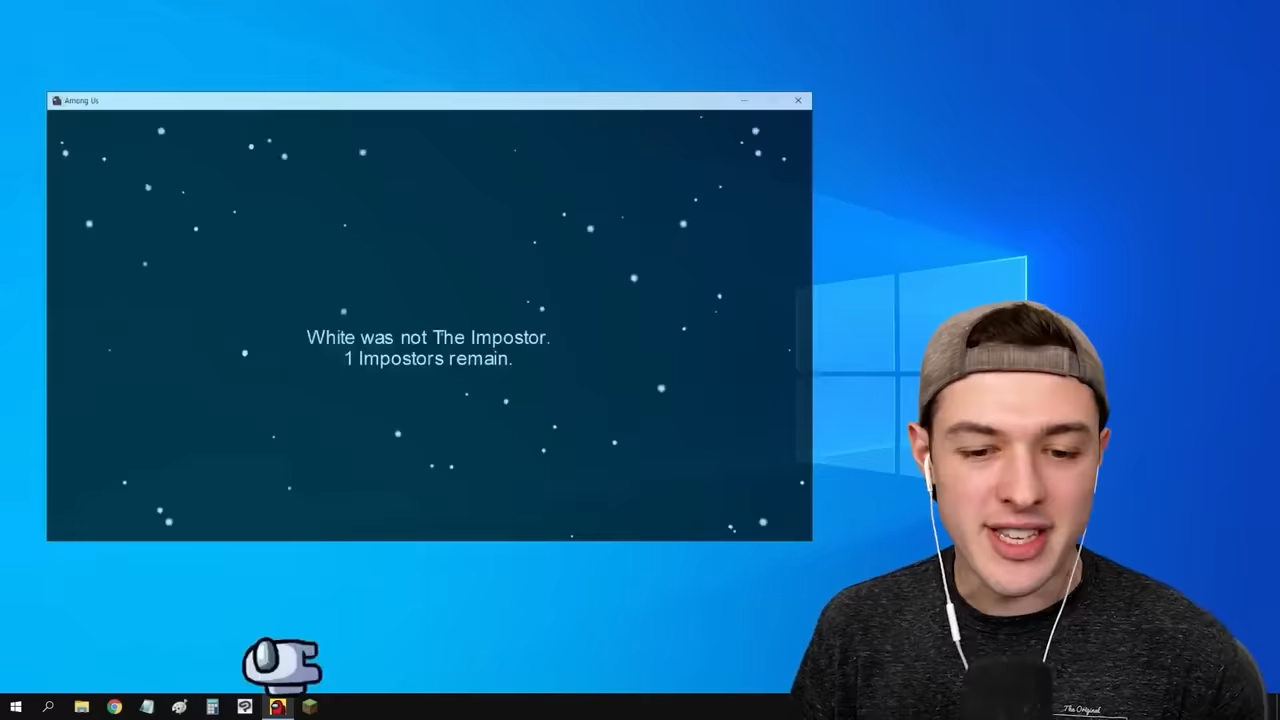 Among Us
White was not The Impostor.
1 Impostors remain.
The Original